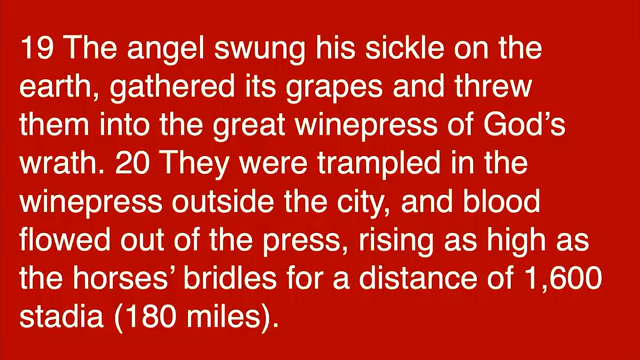 19 The angel swung his sickle on the
earth, gathered its grapes and threw
them into the great winepress of God’s
wrath. 20 They were trampled in the
winepress outside the city, and blood
flowed out of the press, rising as high as
the horses’ bridles for a distance of 1,600
stadia (180 miles).